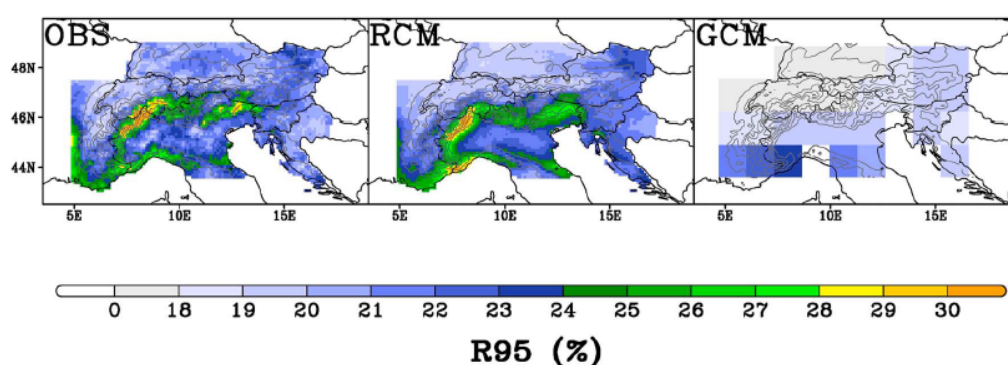 OBS RCM GCM
48N
46N
44N
5E 10E 15E 5E 10E 15E 5E 10E 15E
0 18 19 20 21 22 23 24 25 26 27 28 29 30
R95 (%)